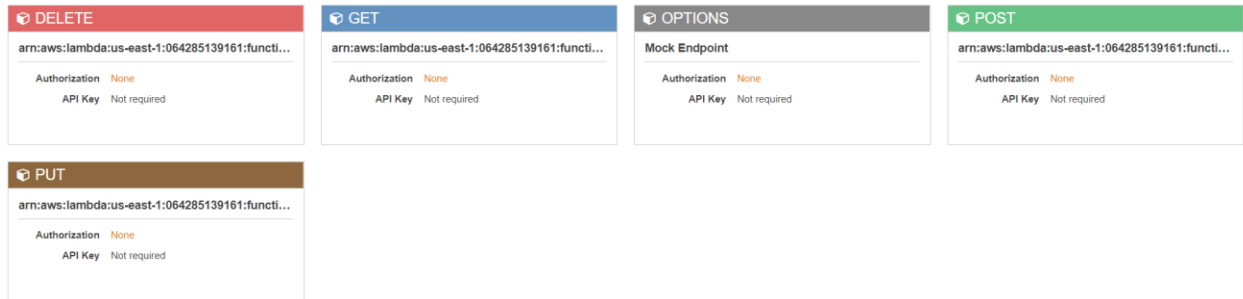 DELETE
arn:aws:lambda:us-east-1:064285139161:functi...
Authorization None
API Key Not required
GET
arn:aws:lambda:us-east-1:064285139161:functi...
Authorization None
API Key Not required
OPTIONS
Mock Endpoint
Authorization None
API Key Not required
POST
arn:aws:lambda:us-east-1:064285139161:functi...
Authorization None
API Key Not required
PUT
arn:aws:lambda:us-east-1:064285139161:functi...
Authorization None
API Key Not required